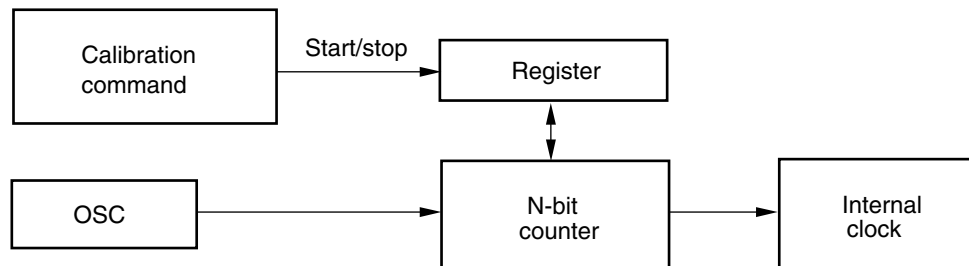 Calibration
command
Start/stop
Register
OSC
N-bit
counter
Internal
clock